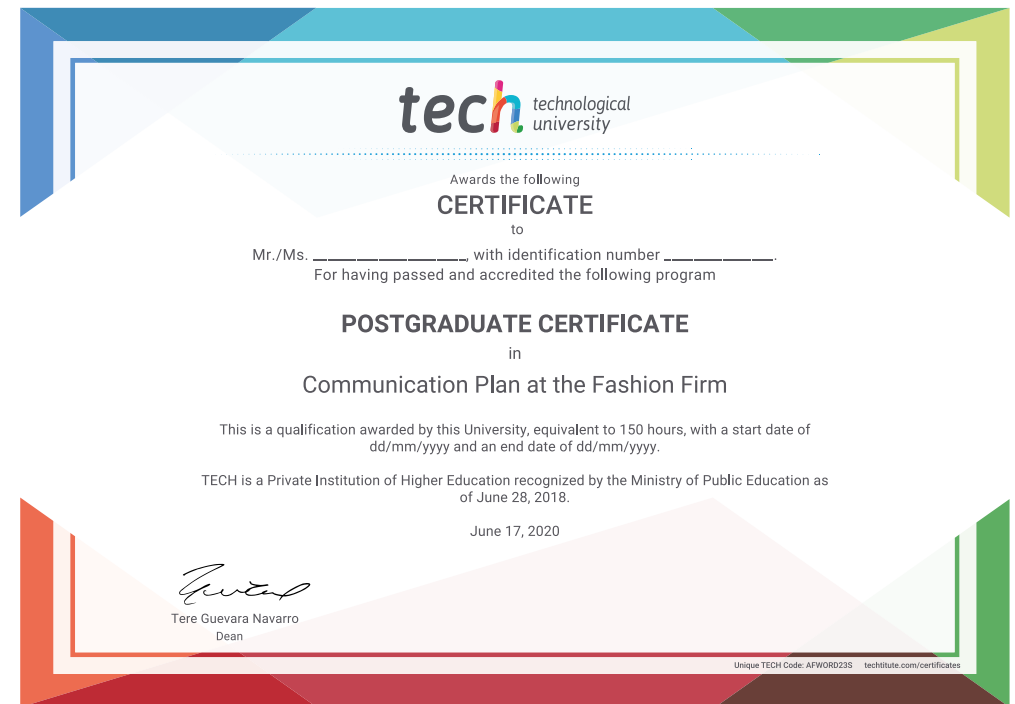 tech technological
university
Awards the following
CERTIFICATE
to
Mr./Ms. _________________, with identification number ____________.
For having passed and accredited the following program
POSTGRADUATE CERTIFICATE
in
Communication Plan at the Fashion Firm
This is a qualification awarded by this University, equivalent to 150 hours, with a start date of
dd/mm/yyyy and an end date of dd/mm/yyyy.
TECH is a Private Institution of Higher Education recognized by the Ministry of Public Education as
of June 28, 2018.
June 17, 2020
Tere Guevara Navarro
Dean
Unique TECH Code: AFWORD23S techtitute.com/certificates